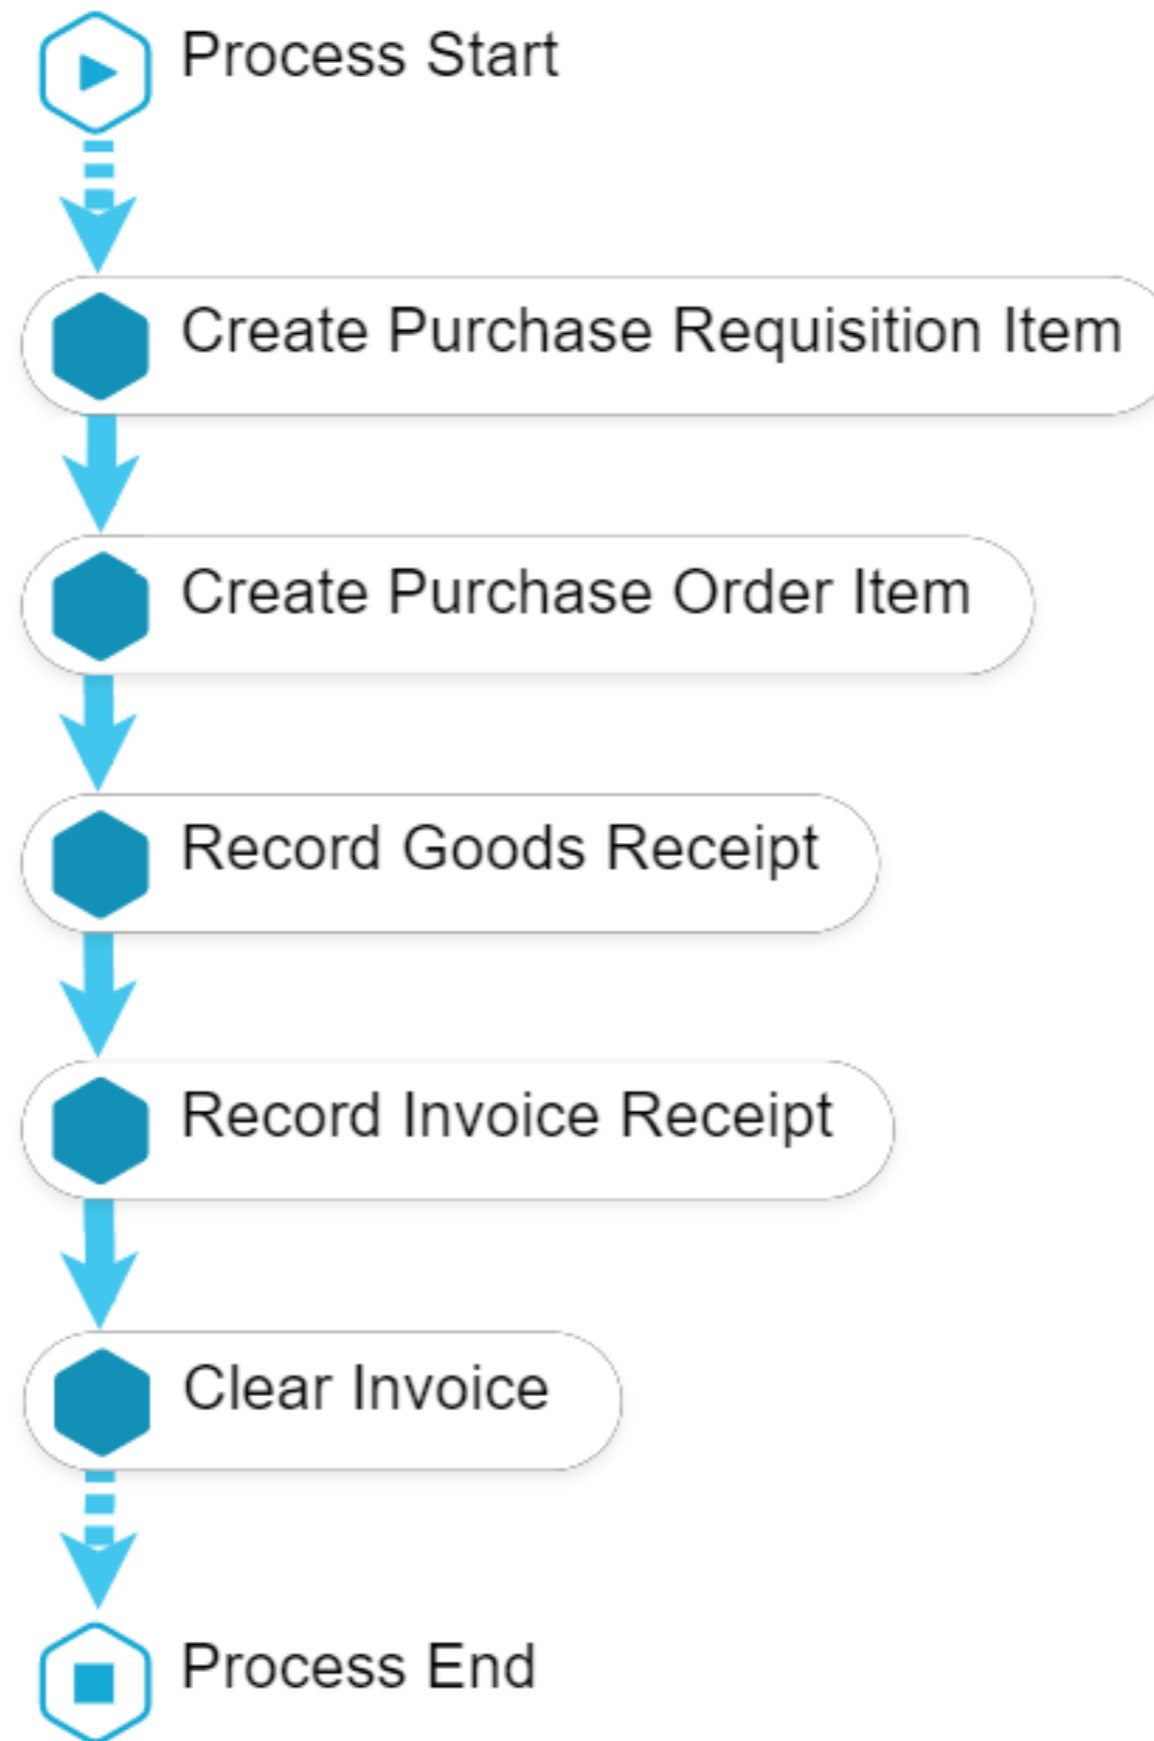 Process Start
Create Purchase Requisition Item
Create Purchase Order Item
Record Goods Receipt
Record Invoice Receipt
Clear Invoice
Process End